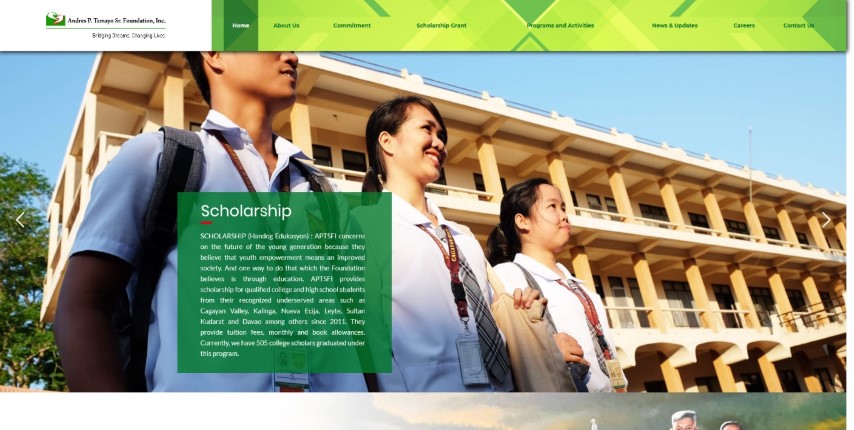 Andres P. Tamayo Sr. Foundation, Inc.
Bridging Dreams. Changing Lives.
Home About Us Commitment Scholarship Grant Programs and Activities News & Updates Careers Contact Us
Scholarship
SCHOLARSHIP (Handog Edukasyon) : APTSFI concerns
on the future of the young generation because they
believe that youth empowerment means an improved
society. And one way to do that which the Foundation
believes is through education. APTSFI provides
scholarship for qualified college and high school students
from their recognized underserved areas such as
Cagayan Valley, Kalinga, Nueva Ecija, Leyte, Sultan
Kudarat and Davao among others since 2011. They
provide tuition fees, monthly and book allowances.
Currently, we have 505 college scholars graduated under
this program.